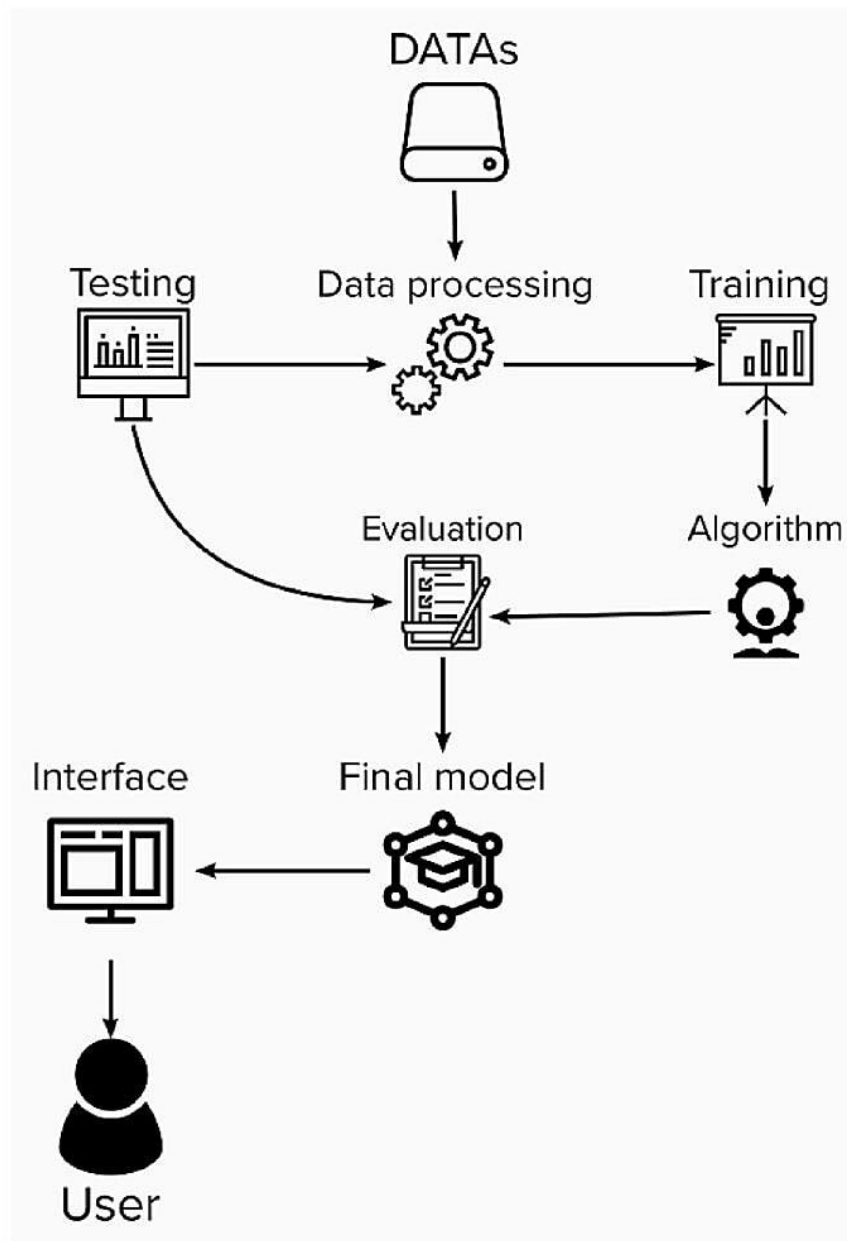 DATAs
Testing
Data processing
Training
Evaluation
Algorithm
Interface
Final model
User